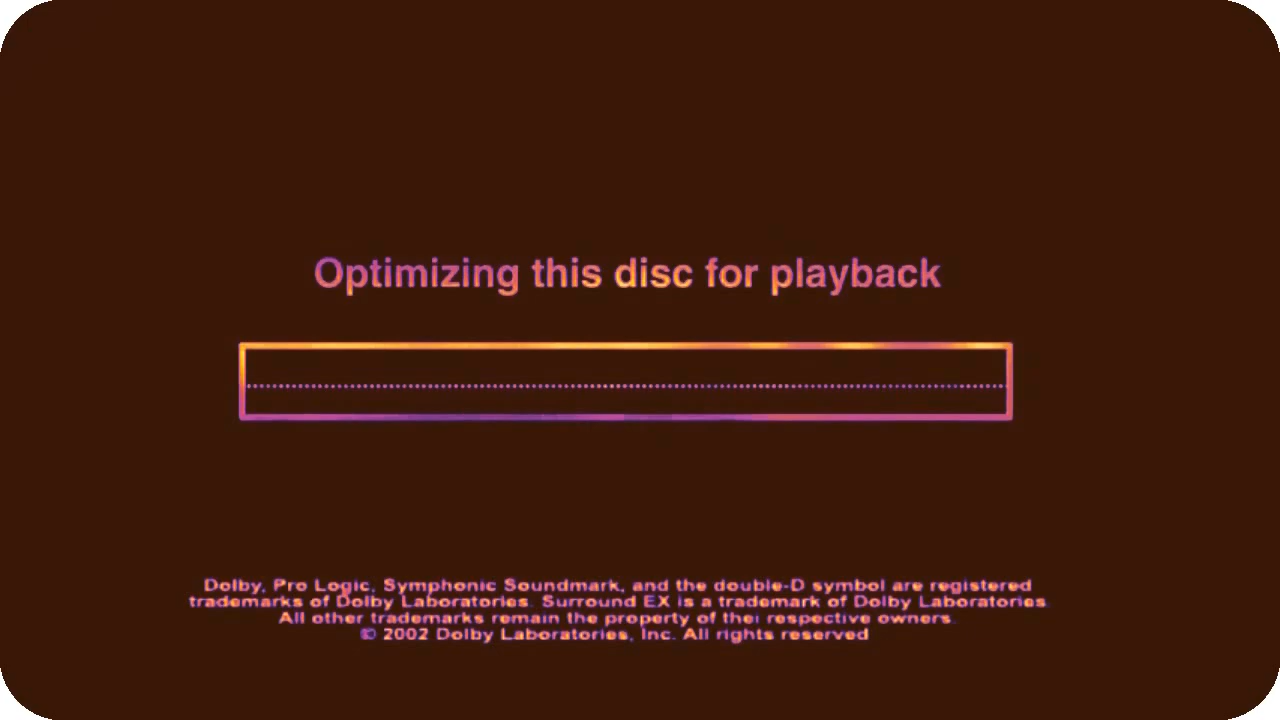 Optimizing this disc for playback
Dolby, Pro Logic, Symphonic Soundmark, and the double-D symbol are registered
trademarks of Dolby Laboratories. Surround EX is a trademark of Dolby Laboratories.
All other trademarks remain the property of thei respective owners.
© 2002 Dolby Laboratories, Inc. All rights reserved